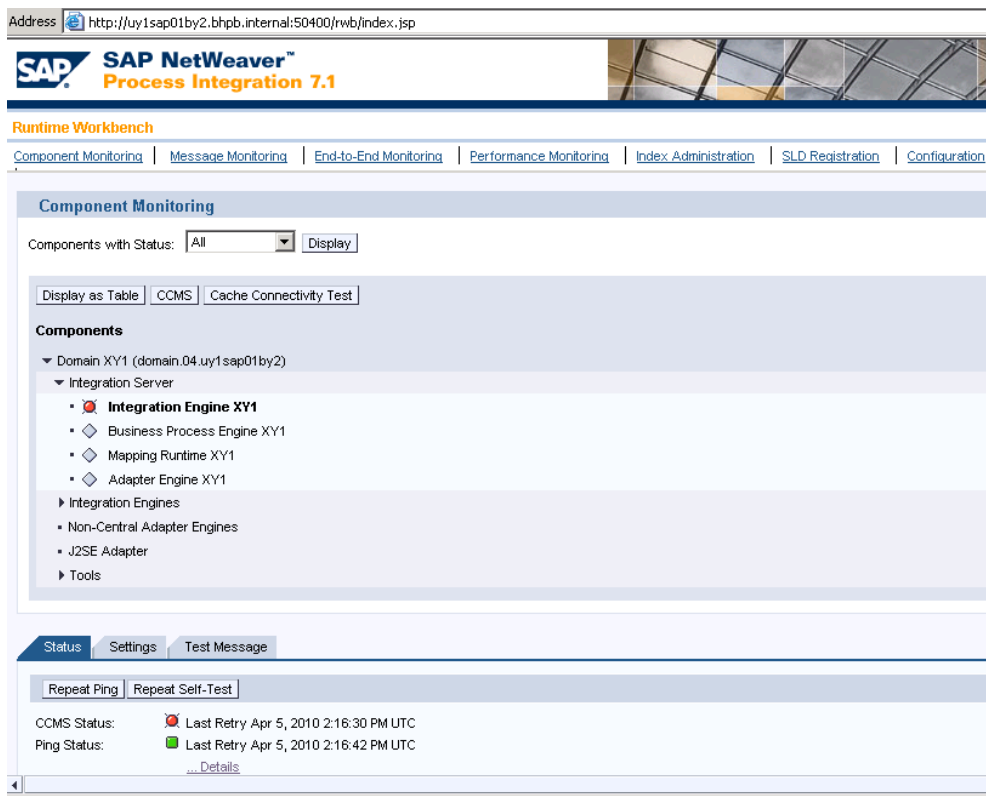 Address http://uy1sap01by2.bhpb.internal:50400/rwb/index.jsp
SAP SAP NetWeaver™
Process Integration 7.1
Runtime Workbench
Component Monitoring Message Monitoring End-to-End Monitoring Performance Monitoring Index Administration SLD Registration Configuration
Component Monitoring
Components with Status: All Display
Display as Table CCMS Cache Connectivity Test
Components
Domain XY1 (domain.04.uy1sap01by2)
Integration Server
Integration Engine XY1
Business Process Engine XY1
Mapping Runtime XY1
Adapter Engine XY1
Integration Engines
Non-Central Adapter Engines
J2SE Adapter
Tools
Status Settings Test Message
Repeat Ping Repeat Self-Test
CCMS Status: Last Retry Apr 5, 2010 2:16:30 PM UTC
Ping Status: Last Retry Apr 5, 2010 2:16:42 PM UTC
... Details